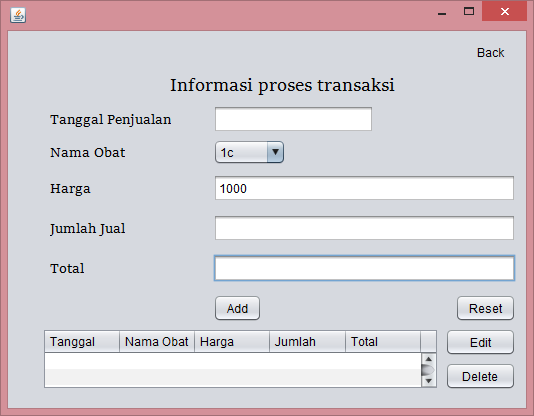 Back
Informasi proses transaksi
Tanggal Penjualan
Nama Obat 1c
Harga 1000
Jumlah Jual
Total
Add Reset
Tanggal Nama Obat Harga Jumlah Total Edit
Delete